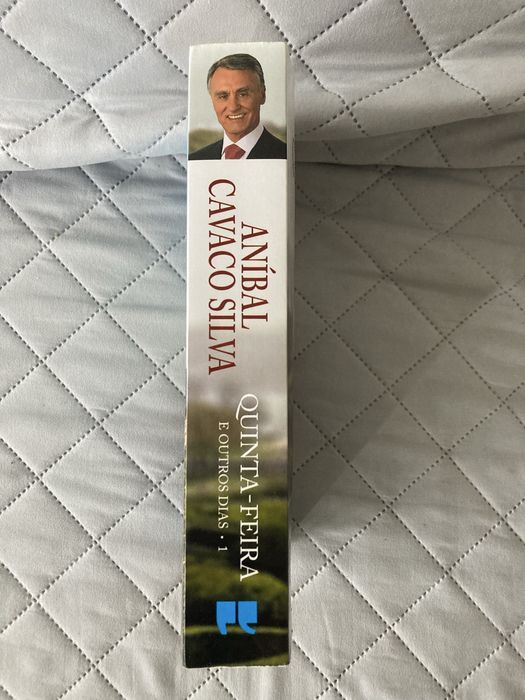 ANÍBAL
CAVACO SILVA
QUINTA-FEIRA
E OUTROS DIAS · 1